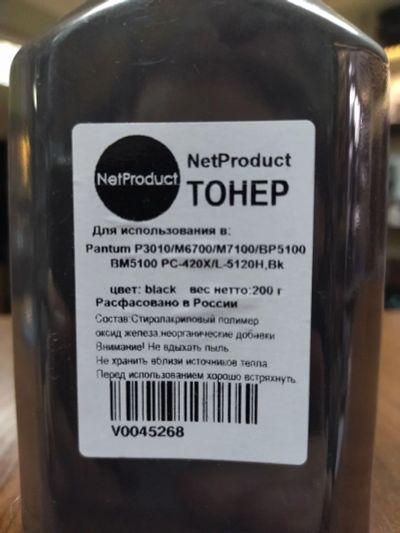 NetProduct
NetProduct
ТОНЕР
Для использования в:
Pantum P3010/M6700/M7100/BP5100
BM5100 PC-420X/L-5120H,Bk
цвет: black вес нетто:200 г
Расфасовано в России
Состав:Стиролакриловый полимер
оксид железа,неорганические добавки
Внимание! Не вдыхать пыль.
Не хранить вблизи источников тепла.
Перед использованием хорошо встряхнуть.
V0045268